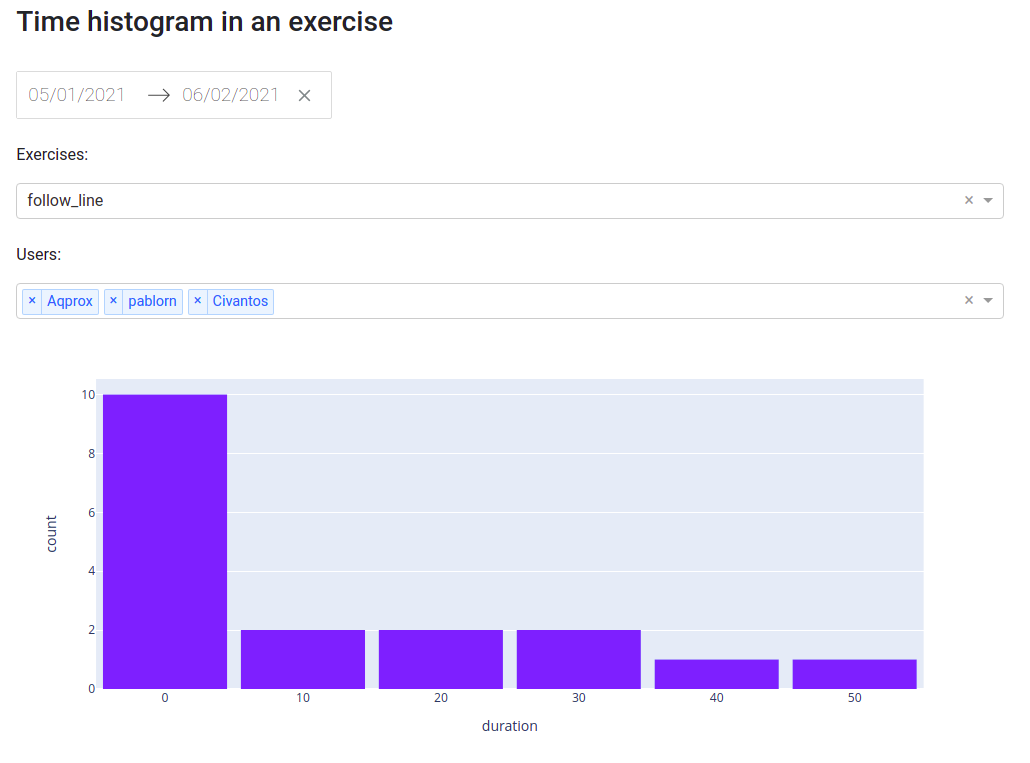 Time histogram in an exercise
05/01/2021 → 06/02/2021 ×
Exercises:
follow_line ×
Users:
× Aqprox × pablorn × Civantos ×
10
8
6
4
2
0
count
0 10 20 30 40 50
duration